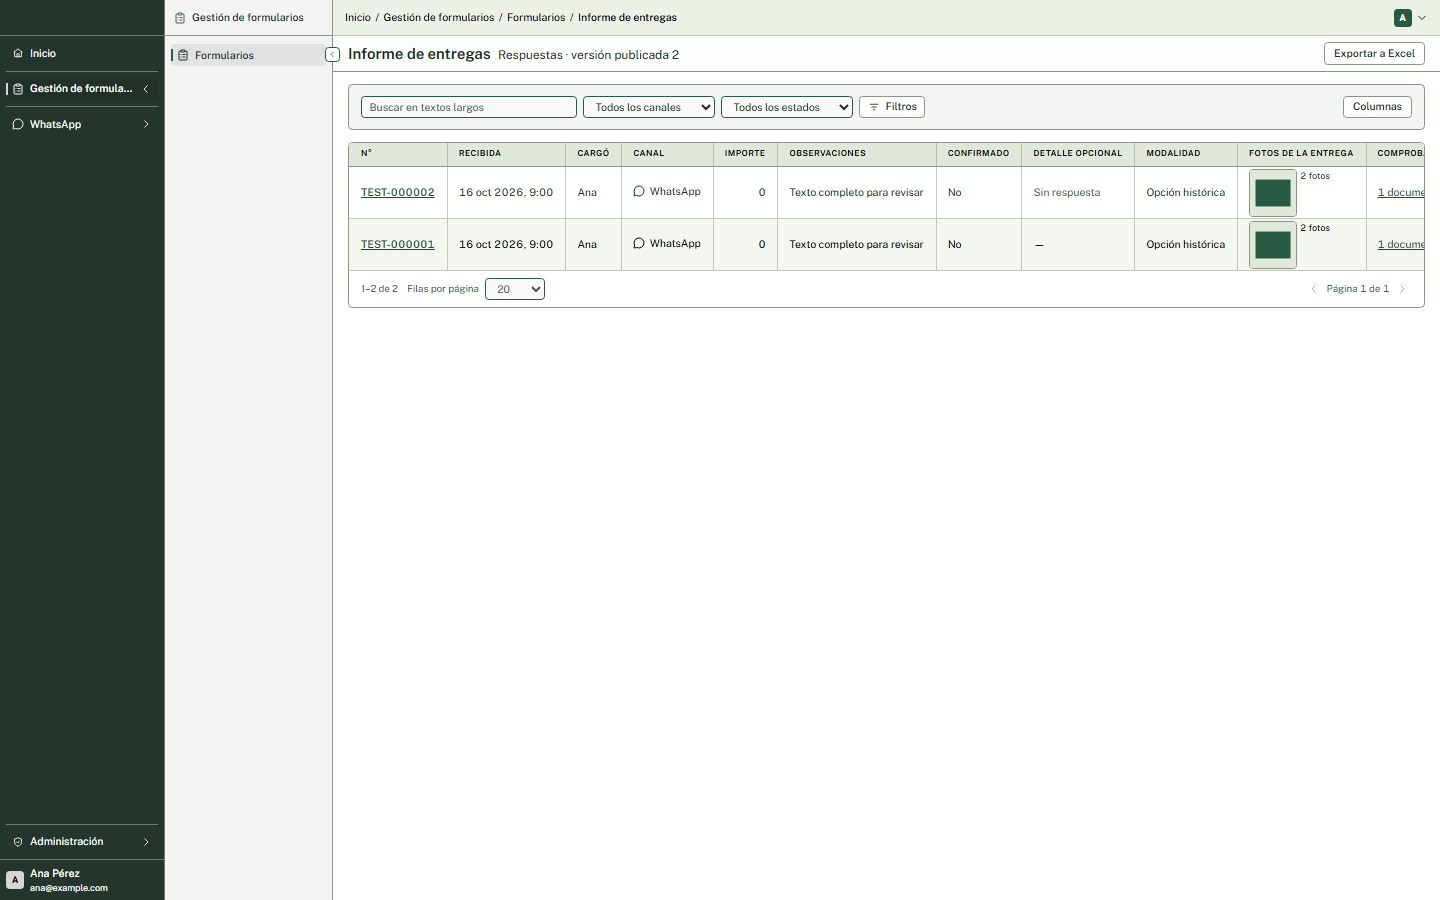 Gestión de formularios
Inicio / Gestión de formularios / Formularios / Informe de entregas
A
Inicio
Gestión de formula...
WhatsApp
Formularios
Informe de entregas Respuestas · versión publicada 2
Exportar a Excel
Buscar en textos largos
Todos los canales
Todos los estados
Filtros
Columnas
N° RECIBIDA CARGÓ CANAL IMPORTE OBSERVACIONES CONFIRMADO DETALLE OPCIONAL MODALIDAD FOTOS DE LA ENTREGA COMPROB
TEST-000002 16 oct 2026, 9:00 Ana WhatsApp 0 Texto completo para revisar No Sin respuesta Opción histórica 2 fotos 1 docume
TEST-000001 16 oct 2026, 9:00 Ana WhatsApp 0 Texto completo para revisar No — Opción histórica 2 fotos 1 docume
1–2 de 2 Filas por página 20
Página 1 de 1
Administración
A
Ana Pérez
ana@example.com